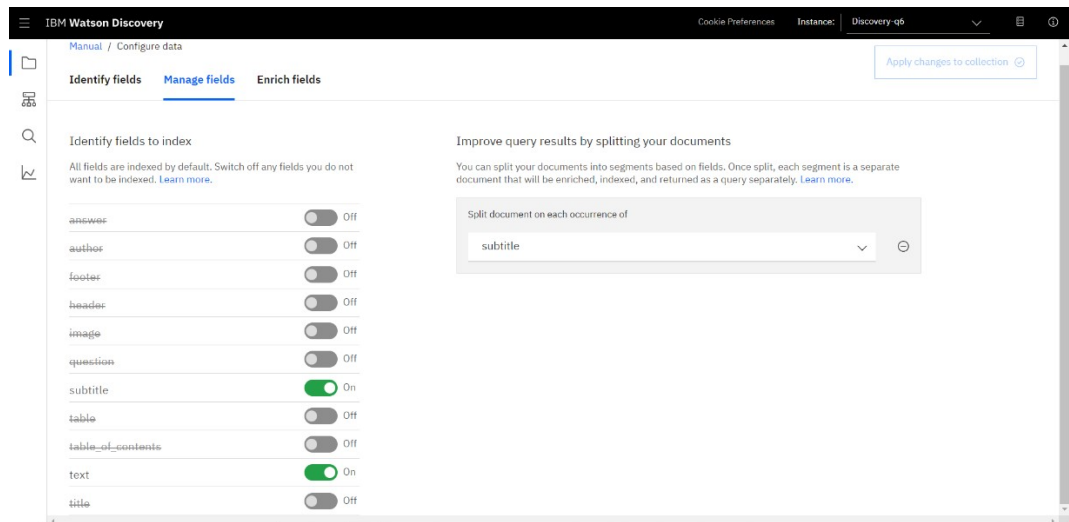 IBM Watson Discovery
Cookie Preferences
Instance:
Discovery-q6
Manual / Configure data
Apply changes to collection
Identify fields
Manage fields
Enrich fields
Identify fields to index
All fields are indexed by default. Switch off any fields you do not
want to be indexed. Learn more.
answer Off
author Off
footer Off
header Off
image Off
question Off
subtitle On
table Off
table_of_contents Off
text On
title Off
Improve query results by splitting your documents
You can split your documents into segments based on fields. Once split, each segment is a separate
document that will be enriched, indexed, and returned as a query separately. Learn more.
Split document on each occurrence of
subtitle